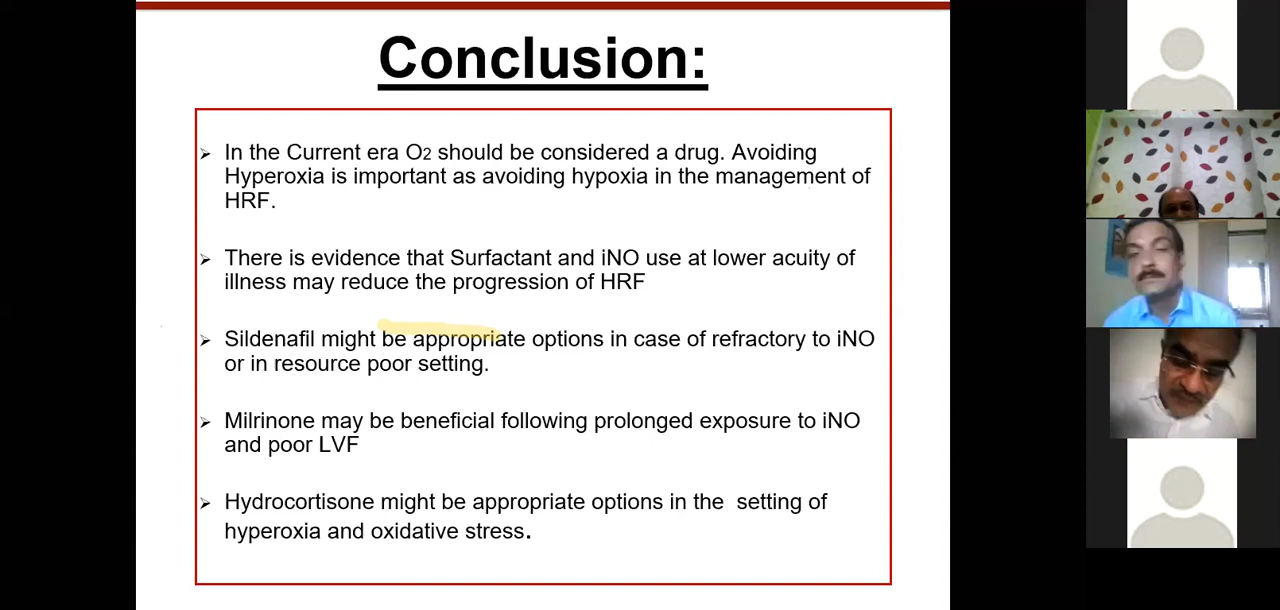 Conclusion:
➢ In the Current era O2 should be considered a drug. Avoiding
Hyperoxia is important as avoiding hypoxia in the management of
HRF.
➢ There is evidence that Surfactant and iNO use at lower acuity of
illness may reduce the progression of HRF
➢ Sildenafil might be appropriate options in case of refractory to iNO
or in resource poor setting.
➢ Milrinone may be beneficial following prolonged exposure to iNO
and poor LVF
➢ Hydrocortisone might be appropriate options in the  setting of
hyperoxia and oxidative stress.